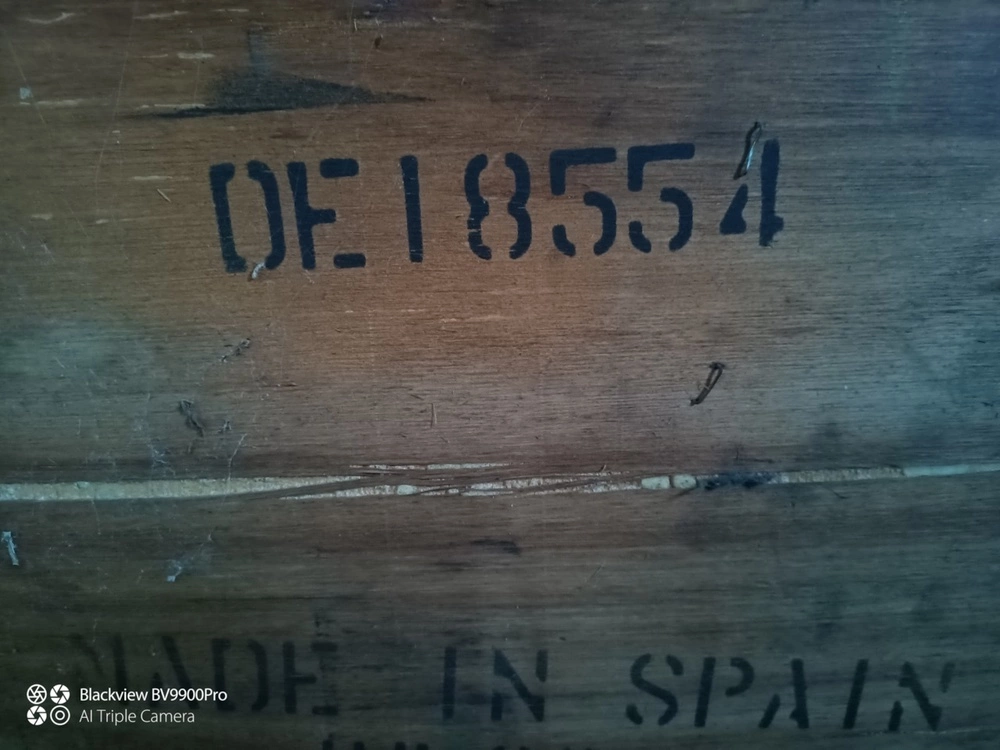 DE18554
MADE IN SPAIN
Blackview BV9900Pro
AI Triple Camera